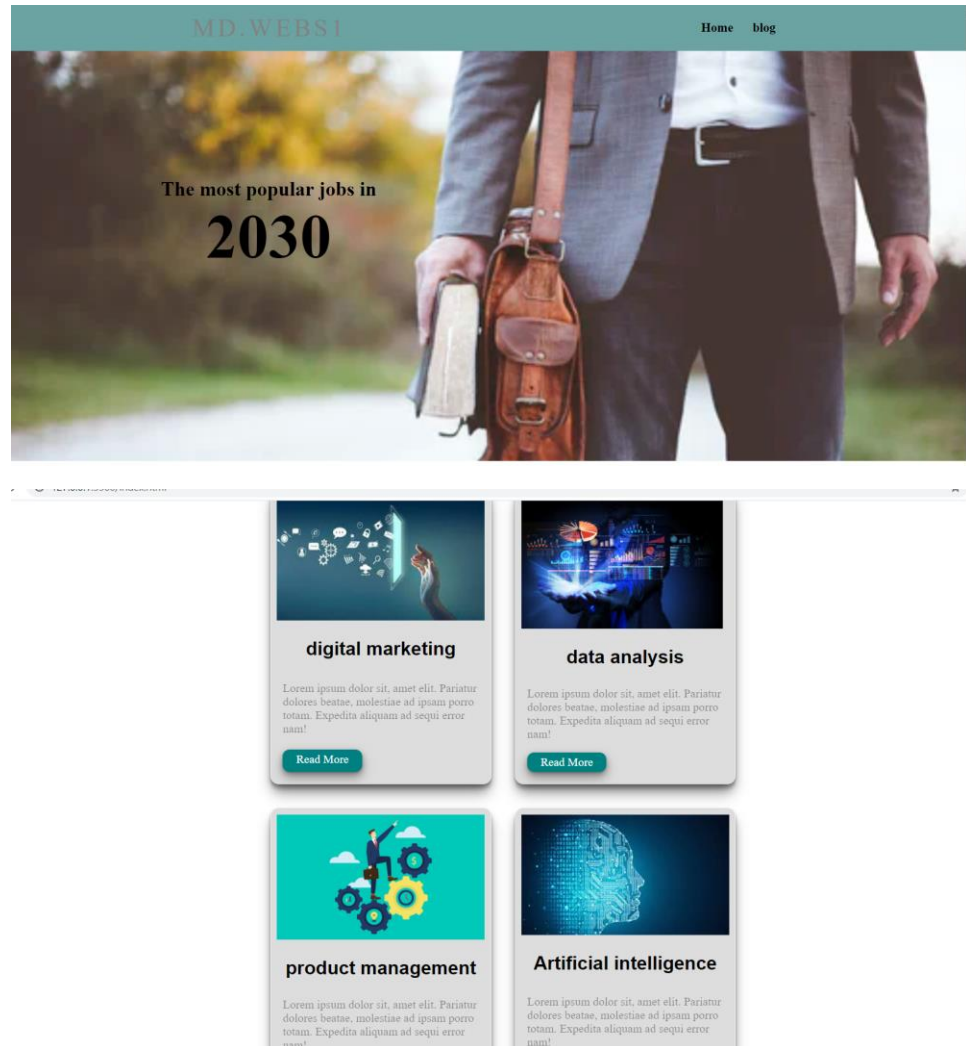 MD.WEBS1
Home blog
The most popular jobs in
2030
digital marketing
Lorem ipsum dolor sit, amet elit. Pariatur
dolores beatae, molestiae ad ipsam porro
totam. Expedita aliquam ad sequi error
nam!
Read More
data analysis
Lorem ipsum dolor sit, amet elit. Pariatur
dolores beatae, molestiae ad ipsam porro
totam. Expedita aliquam ad sequi error
nam!
Read More
product management
Lorem ipsum dolor sit, amet elit. Pariatur
dolores beatae, molestiae ad ipsam porro
totam. Expedita aliquam ad sequi error
nam!
Artificial intelligence
Lorem ipsum dolor sit, amet elit. Pariatur
dolores beatae, molestiae ad ipsam porro
totam. Expedita aliquam ad sequi error
nam!